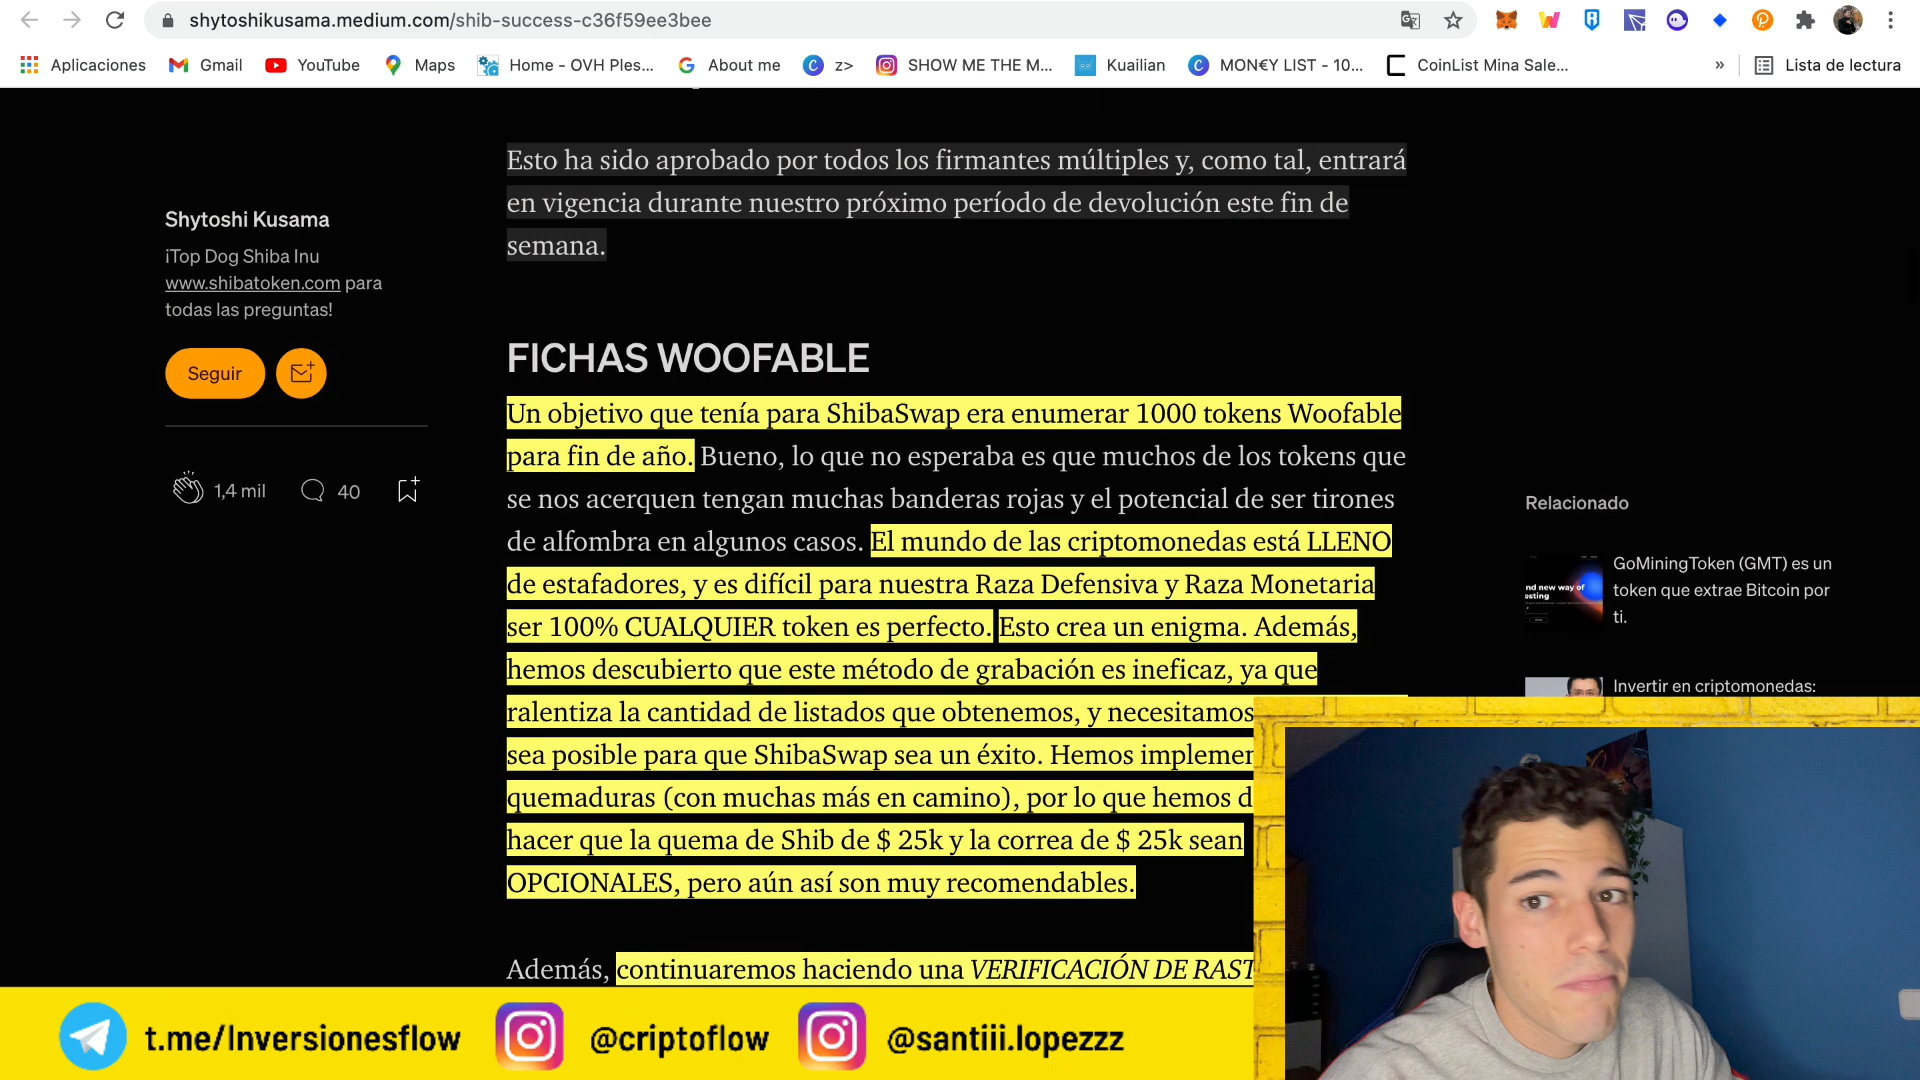 shytoshikusama.medium.com/shib-success-c36f59ee3bee
Aplicaciones
Gmail
YouTube
Maps
Home - OVH Ples...
About me
z>
SHOW ME THE M...
Kuailian
MON€Y LIST - 10...
CoinList Mina Sale...
»
Lista de lectura
Shytoshi Kusama
¡Top Dog Shiba Inu
www.shibatoken.com para
todas las preguntas!
Seguir
1,4 mil
40
Esto ha sido aprobado por todos los firmantes múltiples y, como tal, entrará
en vigencia durante nuestro próximo período de devolución este fin de
semana.
FICHAS WOOFABLE
Un objetivo que tenía para ShibaSwap era enumerar 1000 tokens Woofable
para fin de año. Bueno, lo que no esperaba es que muchos de los tokens que
se nos acerquen tengan muchas banderas rojas y el potencial de ser tirones
de alfombra en algunos casos. El mundo de las criptomonedas está LLENO
de estafadores, y es difícil para nuestra Raza Defensiva y Raza Monetaria
ser 100% CUALQUIER token es perfecto. Esto crea un enigma. Además,
hemos descubierto que este método de grabación es ineficaz, ya que
ralentiza la cantidad de listados que obtenemos, y necesitamos
sea posible para que ShibaSwap sea un éxito. Hemos implemen
quemaduras (con muchas más en camino), por lo que hemos d
hacer que la quema de Shib de $ 25k y la correa de $ 25k sean
OPCIONALES, pero aún así son muy recomendables.
Además, continuaremos haciendo una VERIFICACIÓN DE RAST
Relacionado
nd new way of
esting
GoMiningToken (GMT) es un
token que extrae Bitcoin por
ti.
Invertir en criptomonedas:
t.me/Inversionesflow
@criptoflow
@santiii.lopezzz